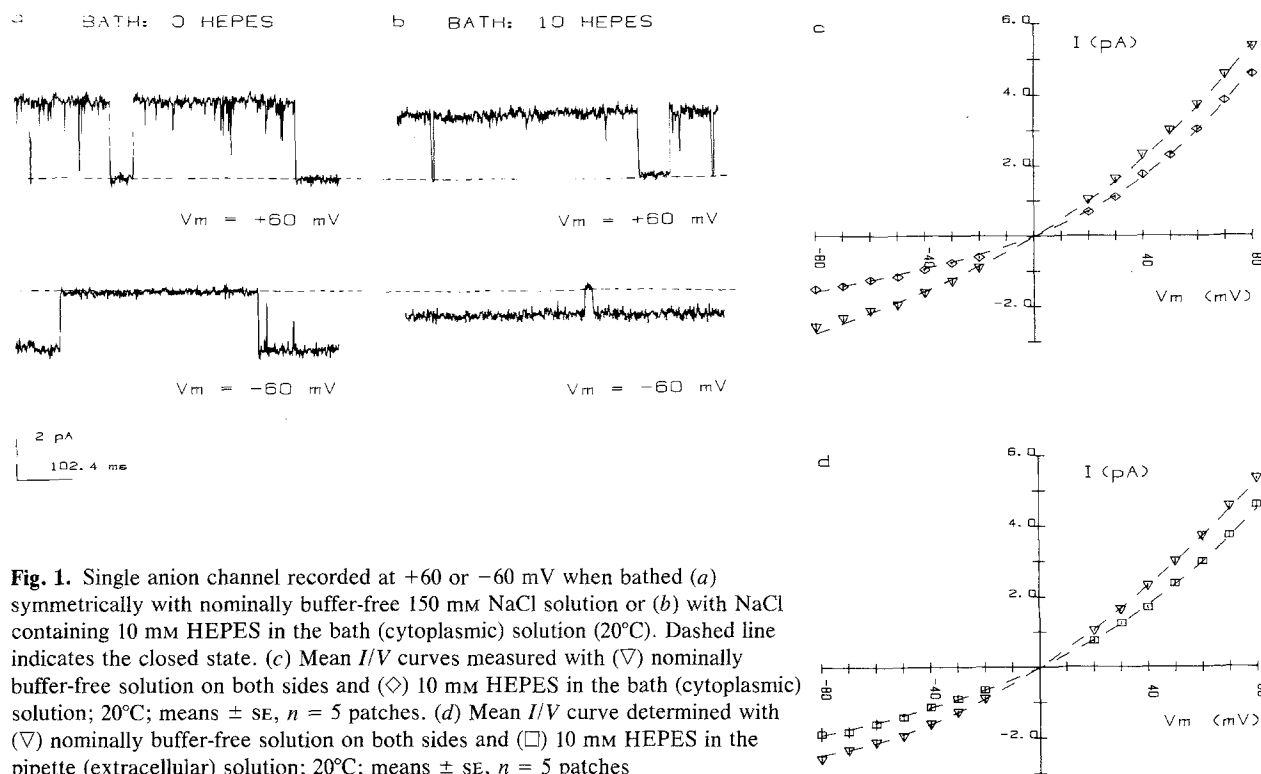 a BATH: 0 HEPES
b BATH: 10 HEPES
Vm = +60 mV
Vm = +60 mV
Vm = -60 mV
Vm = -60 mV
2 pA
102.4 ms
c
I (pA)
6.0
4.0
2.0
-2.0
-80
-40
40
80
Vm (mV)
d
I (pA)
6.0
4.0
2.0
-2.0
-80
-40
40
80
Vm (mV)
Fig. 1. Single anion channel recorded at +60 or −60 mV when bathed (a)
symmetrically with nominally buffer-free 150 mM NaCl solution or (b) with NaCl
containing 10 mM HEPES in the bath (cytoplasmic) solution (20°C). Dashed line
indicates the closed state. (c) Mean I/V curves measured with (▽) nominally
buffer-free solution on both sides and (◇) 10 mM HEPES in the bath (cytoplasmic)
solution; 20°C; means ± SE, n = 5 patches. (d) Mean I/V curve determined with
(▽) nominally buffer-free solution on both sides and (□) 10 mM HEPES in the
pipette (extracellular) solution; 20°C; means ± SE, n = 5 patches